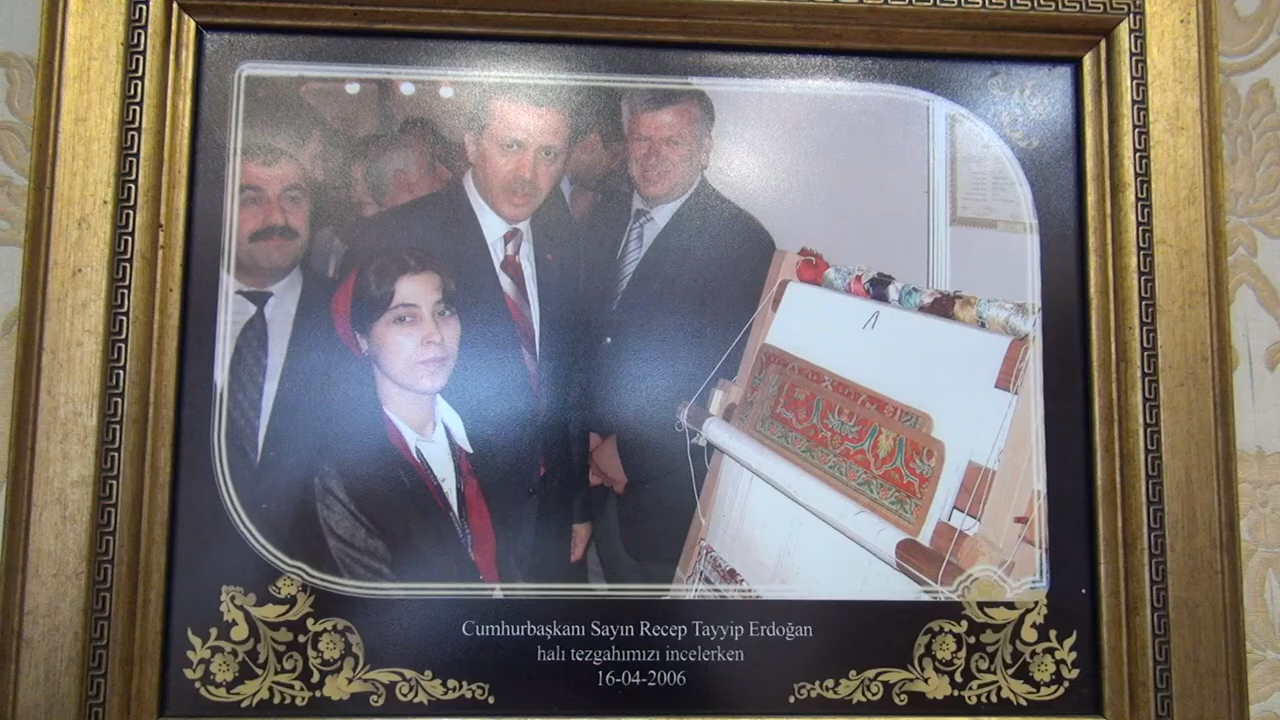 Cumhurbaşkanı Sayın Recep Tayyip Erdoğan
halı tezgahımızı incelerken
16-04-2006